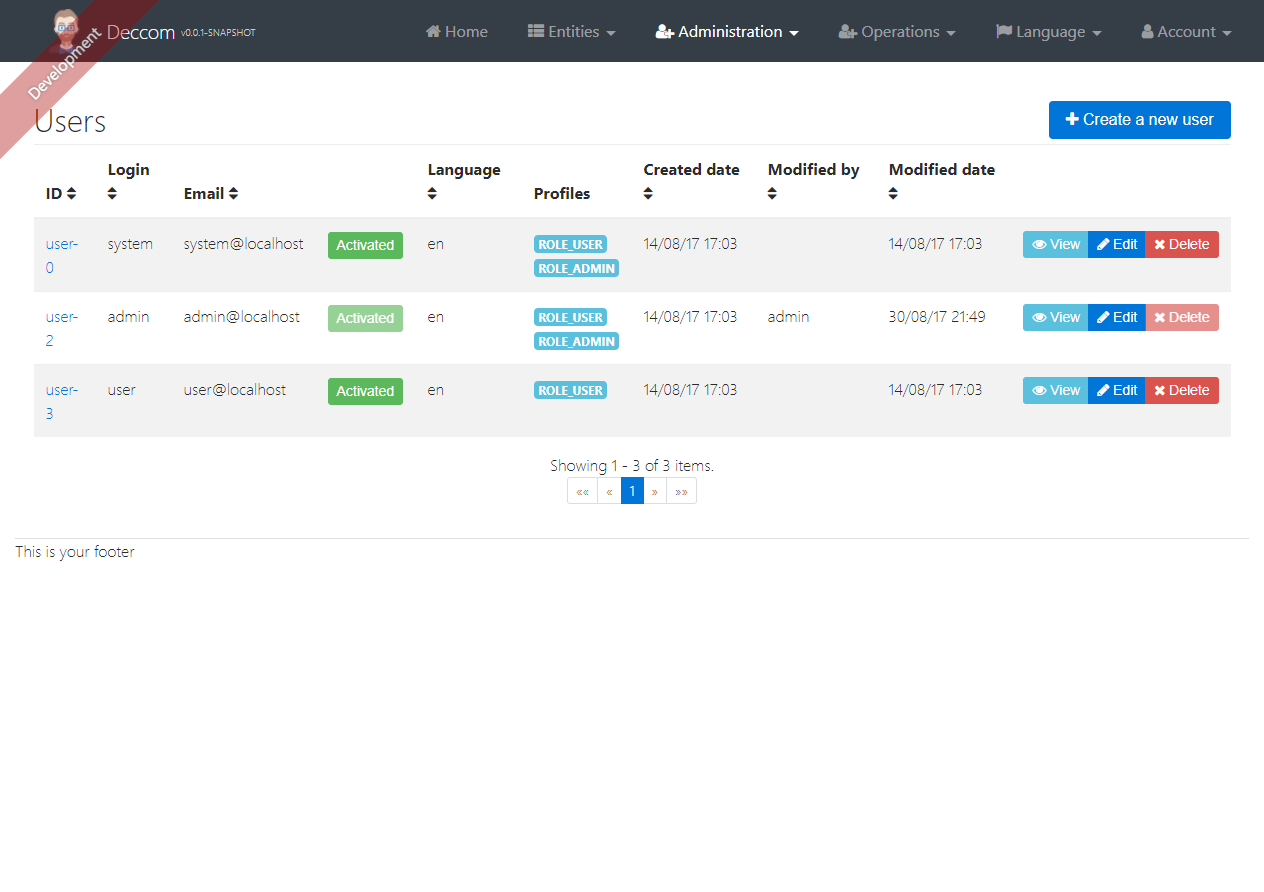 Development
Deccom v0.0.1-SNAPSHOT Home Entities Administration Operations Language Account
Users Create a new user
ID Login Email Language Profiles Created date Modified by Modified date
user-0 system system@localhost Activated en ROLE_USER ROLE_ADMIN 14/08/17 17:03 14/08/17 17:03 View Edit Delete
user-2 admin admin@localhost Activated en ROLE_USER ROLE_ADMIN 14/08/17 17:03 admin 30/08/17 21:49 View Edit Delete
user-3 user user@localhost Activated en ROLE_USER 14/08/17 17:03 14/08/17 17:03 View Edit Delete
Showing 1 - 3 of 3 items.
«« « 1 » »»
This is your footer